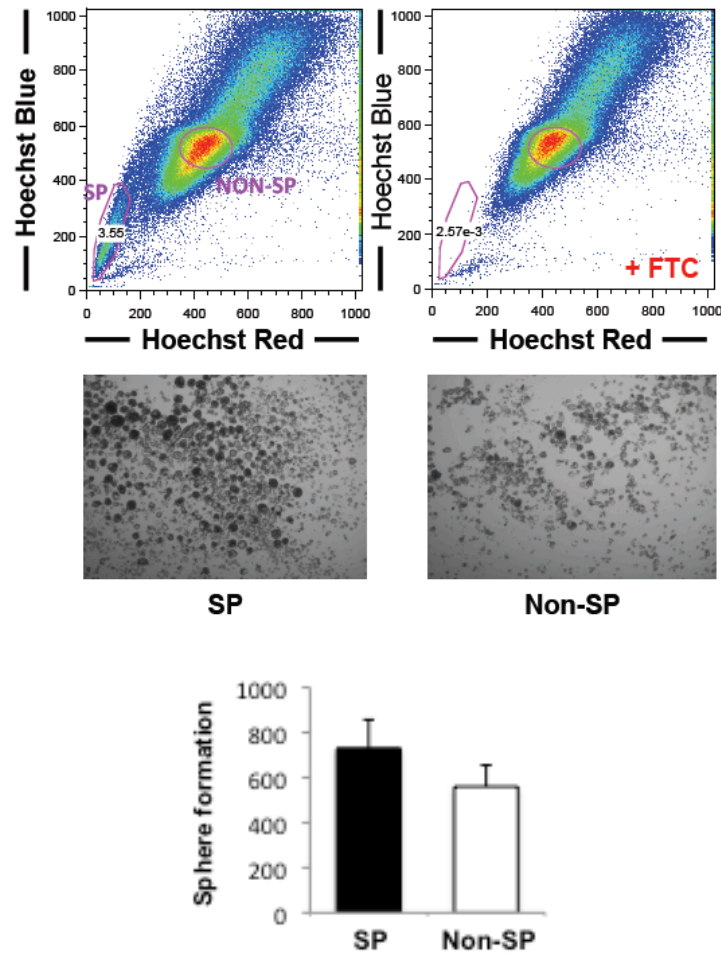 Hoechst Blue
1000
800
600
400
200
0
SP
NON-SP
3.55
0 200 400 600 800 1000
Hoechst Red
Hoechst Blue
1000
800
600
400
200
0
2.57e-3
+ FTC
0 200 400 600 800 1000
Hoechst Red
SP
Non-SP
Sphere formation
1000
800
600
400
200
0
SP
Non-SP